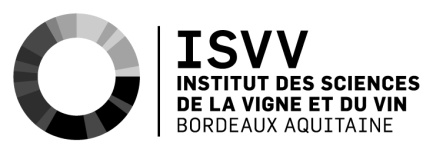 ISVV
INSTITUT DES SCIENCES
DE LA VIGNE ET DU VIN
BORDEAUX AQUITAINE